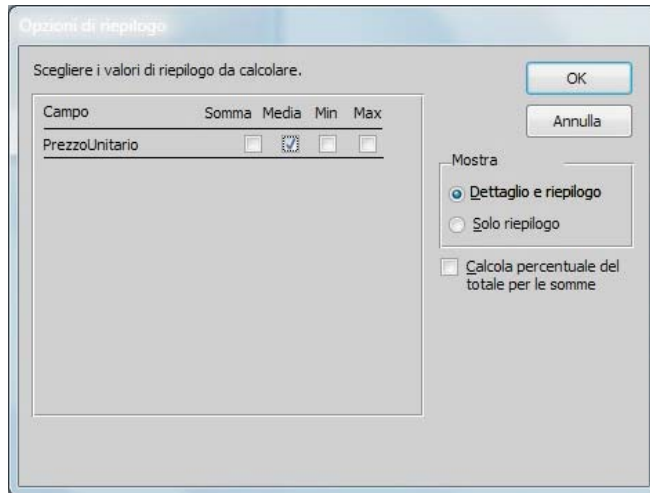 Opzioni di riepilogo
Scegliere i valori di riepilogo da calcolare.
Campo Somma Media Min Max
PrezzoUnitario
OK
Annulla
Mostra
Dettaglio e riepilogo
Solo riepilogo
Calcola percentuale del
totale per le somme